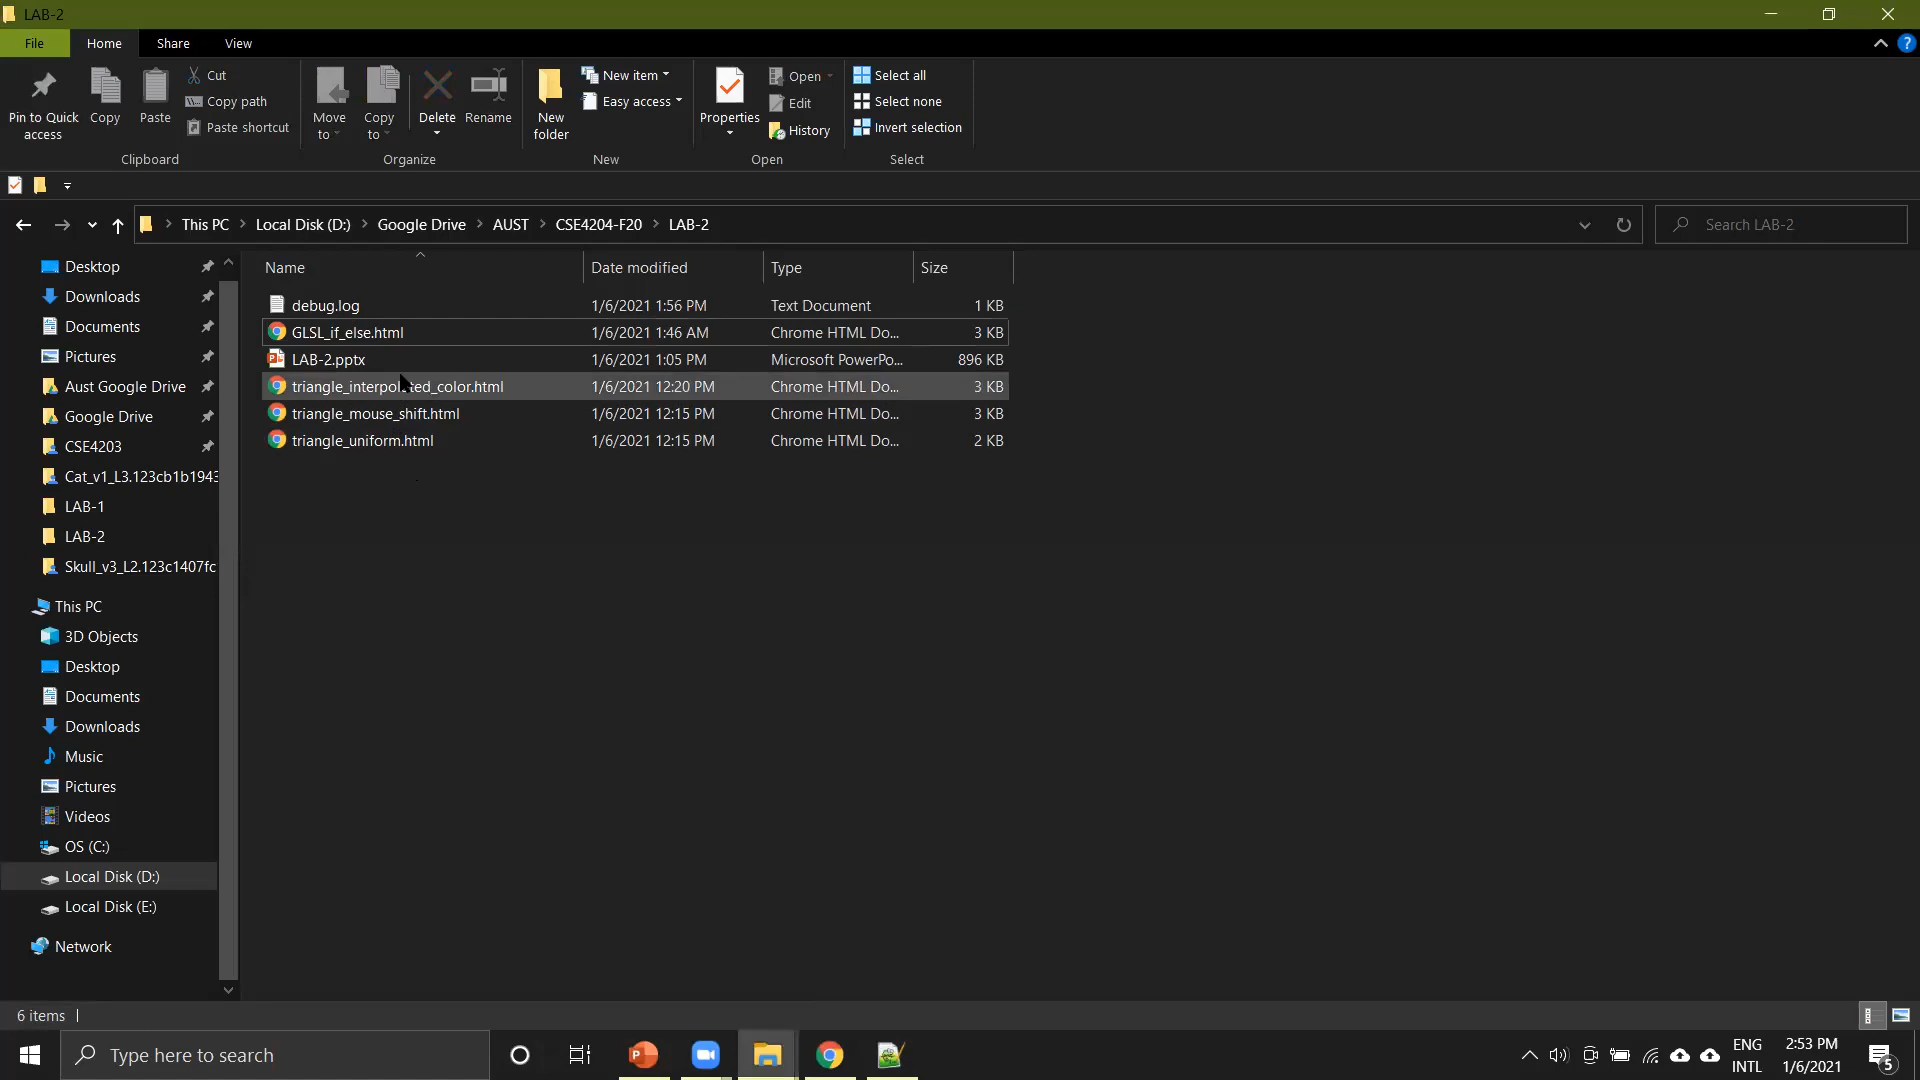 LAB-2
File Home Share View
Pin to Quick access
Copy
Paste
Cut
Copy path
Paste shortcut
Clipboard
Move to
Copy to
Delete
Rename
Organize
New folder
New item
Easy access
New
Properties
Open
Edit
History
Open
Select all
Select none
Invert selection
Select
This PC Local Disk (D:) Google Drive AUST CSE4204-F20 LAB-2
Search LAB-2
Name Date modified Type Size
debug.log 1/6/2021 1:56 PM Text Document 1 KB
GLSL_if_else.html 1/6/2021 1:46 AM Chrome HTML Do... 3 KB
LAB-2.pptx 1/6/2021 1:05 PM Microsoft PowerPo... 896 KB
triangle_interpolated_color.html 1/6/2021 12:20 PM Chrome HTML Do... 3 KB
triangle_mouse_shift.html 1/6/2021 12:15 PM Chrome HTML Do... 3 KB
triangle_uniform.html 1/6/2021 12:15 PM Chrome HTML Do... 2 KB
Desktop
Downloads
Documents
Pictures
Aust Google Drive
Google Drive
CSE4203
Cat_v1_L3.123cb1b1943
LAB-1
LAB-2
Skull_v3_L2.123c1407fc
This PC
3D Objects
Desktop
Documents
Downloads
Music
Pictures
Videos
OS (C:)
Local Disk (D:)
Local Disk (E:)
Network
6 items
Type here to search
ENG
INTL
2:53 PM
1/6/2021
5